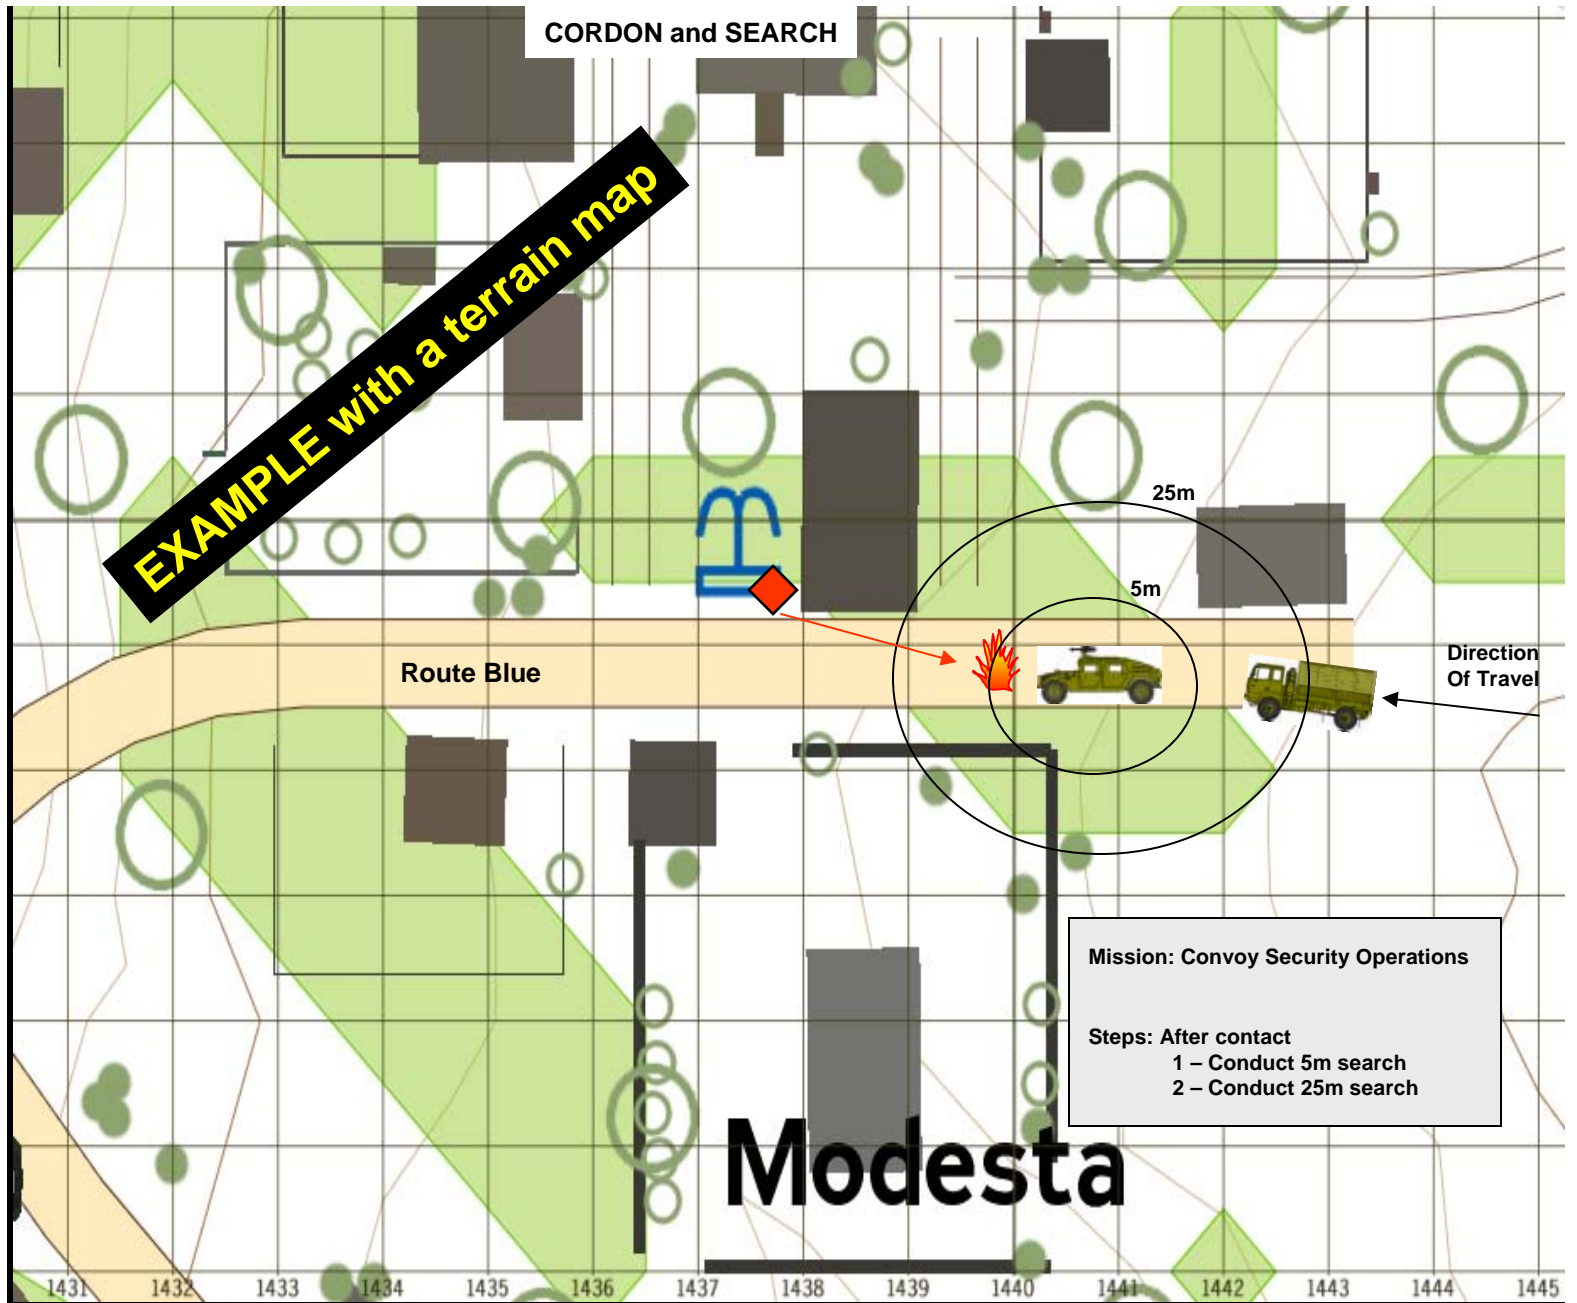 CORDON and SEARCH
EXAMPLE with a terrain map
25m
5m
Direction
Of Travel
Route Blue
Mission: Convoy Security Operations
Steps: After contact
1 – Conduct 5m search
2 – Conduct 25m search
Modesta
1431 1432 1433 1434 1435 1436 1437 1438 1439 1440 1441 1442 1443 1444 1445